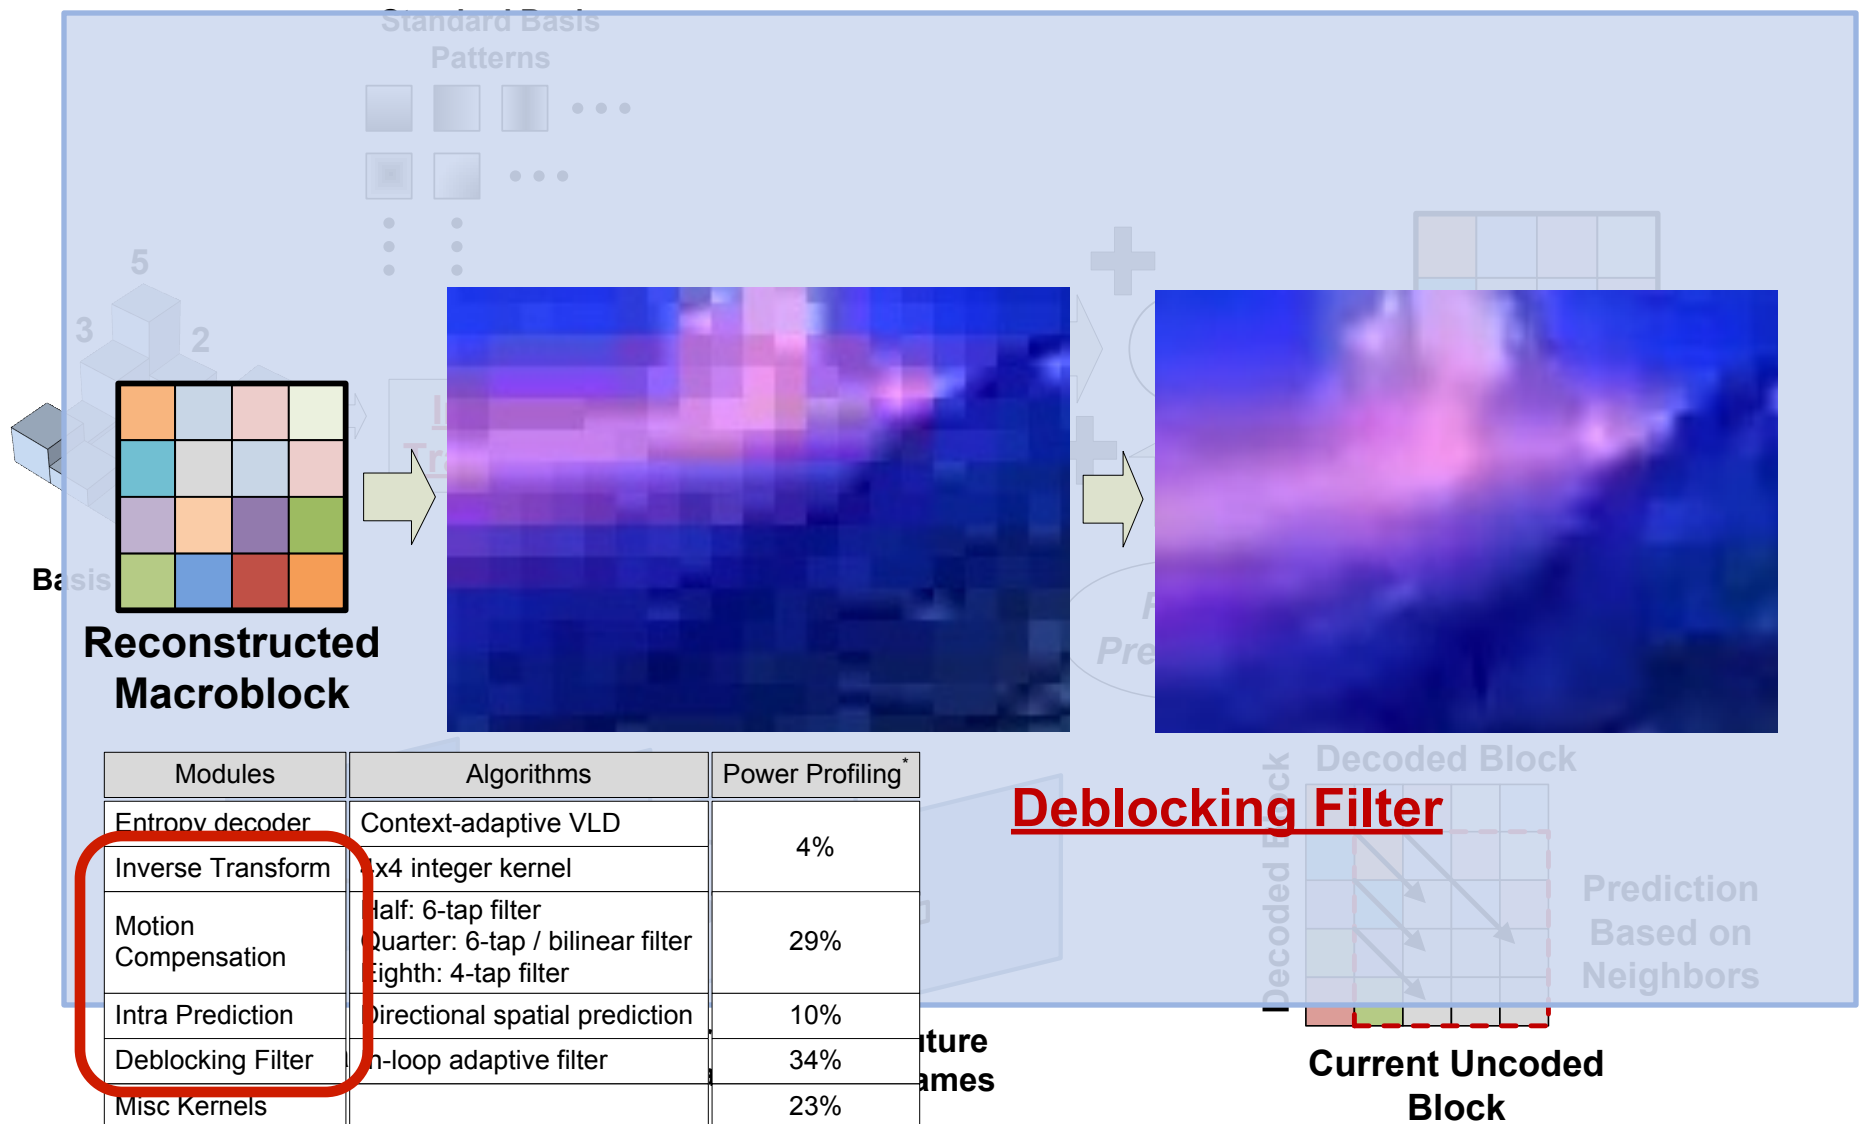 Standard Basis
Patterns
5
3
2
Basis
Reconstructed
Macroblock
Modules Algorithms Power Profiling*
Entropy decoder Context-adaptive VLD 4%
Inverse Transform 4x4 integer kernel
Motion
Compensation
Half: 6-tap filter
Quarter: 6-tap / bilinear filter
Eighth: 4-tap filter
29%
Intra Prediction Directional spatial prediction 10%
Deblocking Filter In-loop adaptive filter 34%
Misc Kernels 23%
Deblocking Filter
Decoded Block
Decoded Block
Prediction
Based on
Neighbors
Current Uncoded
Block